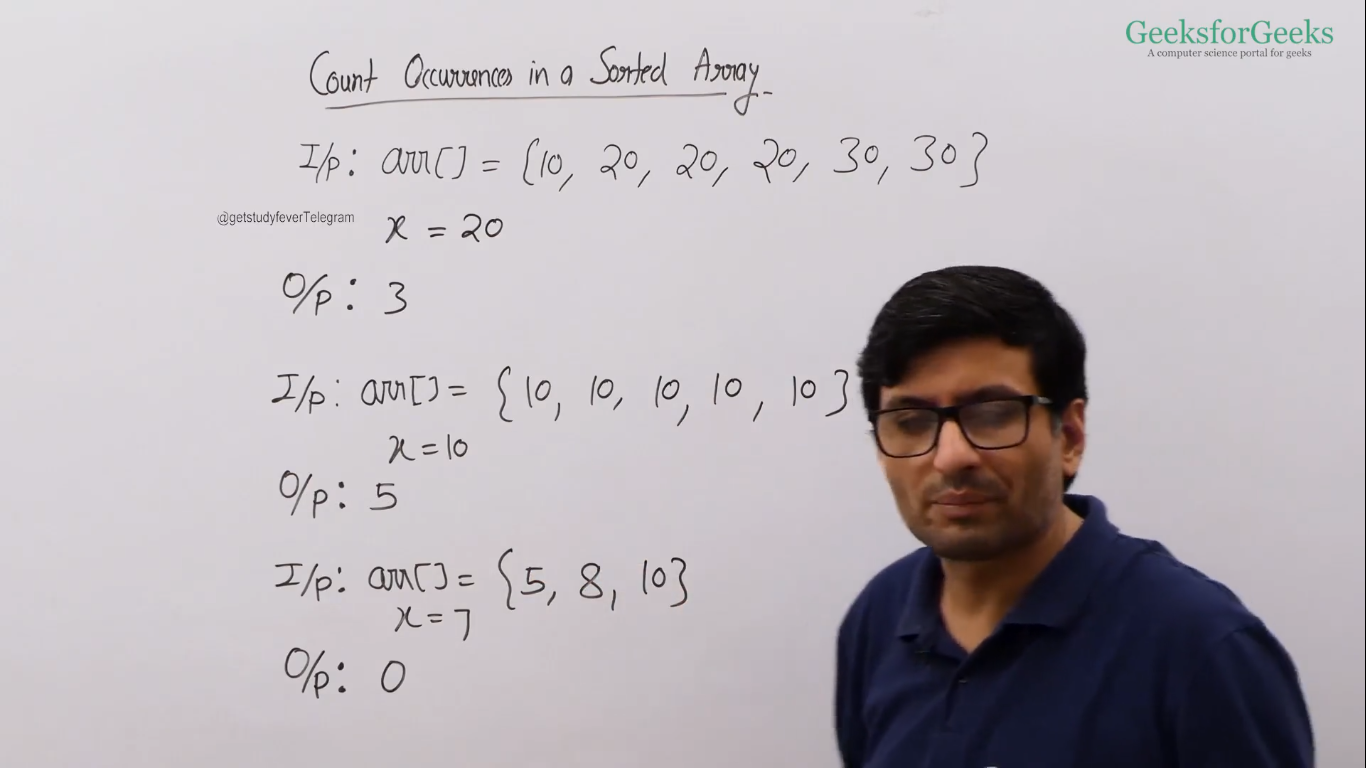 GeeksforGeeks
A computer science portal for geeks
Count Occurrences in a Sorted Array
I/p: arr[] = {10, 20, 20, 20, 30, 30}
@getstudyfeverTelegram
x = 20
O/p: 3
I/p: arr[] = {10, 10, 10, 10, 10}
x = 10
O/p: 5
I/p: arr[] = {5, 8, 10}
x = 7
O/p: 0